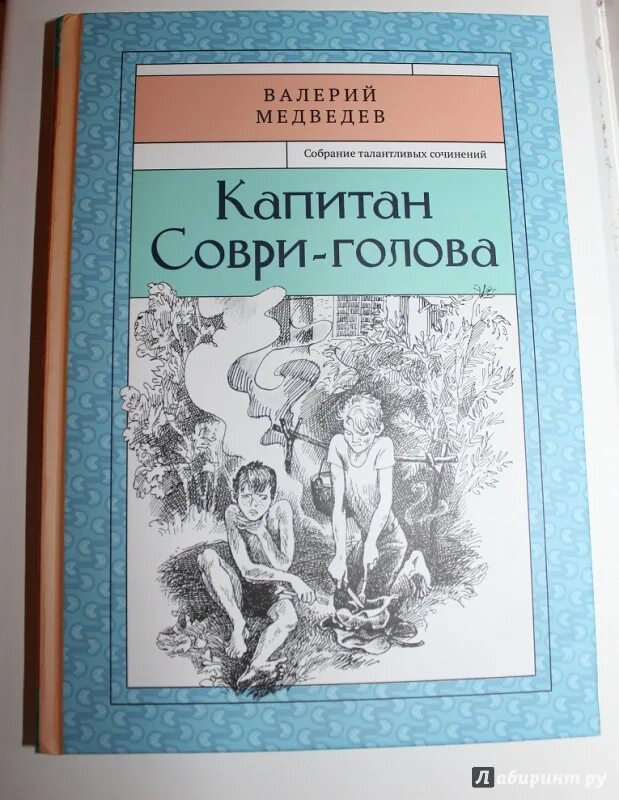 ВАЛЕРИЙ
МЕДВЕДЕВ
Собрание талантливых сочинений
Капитан
Соври-голова
Лабиринт.ру